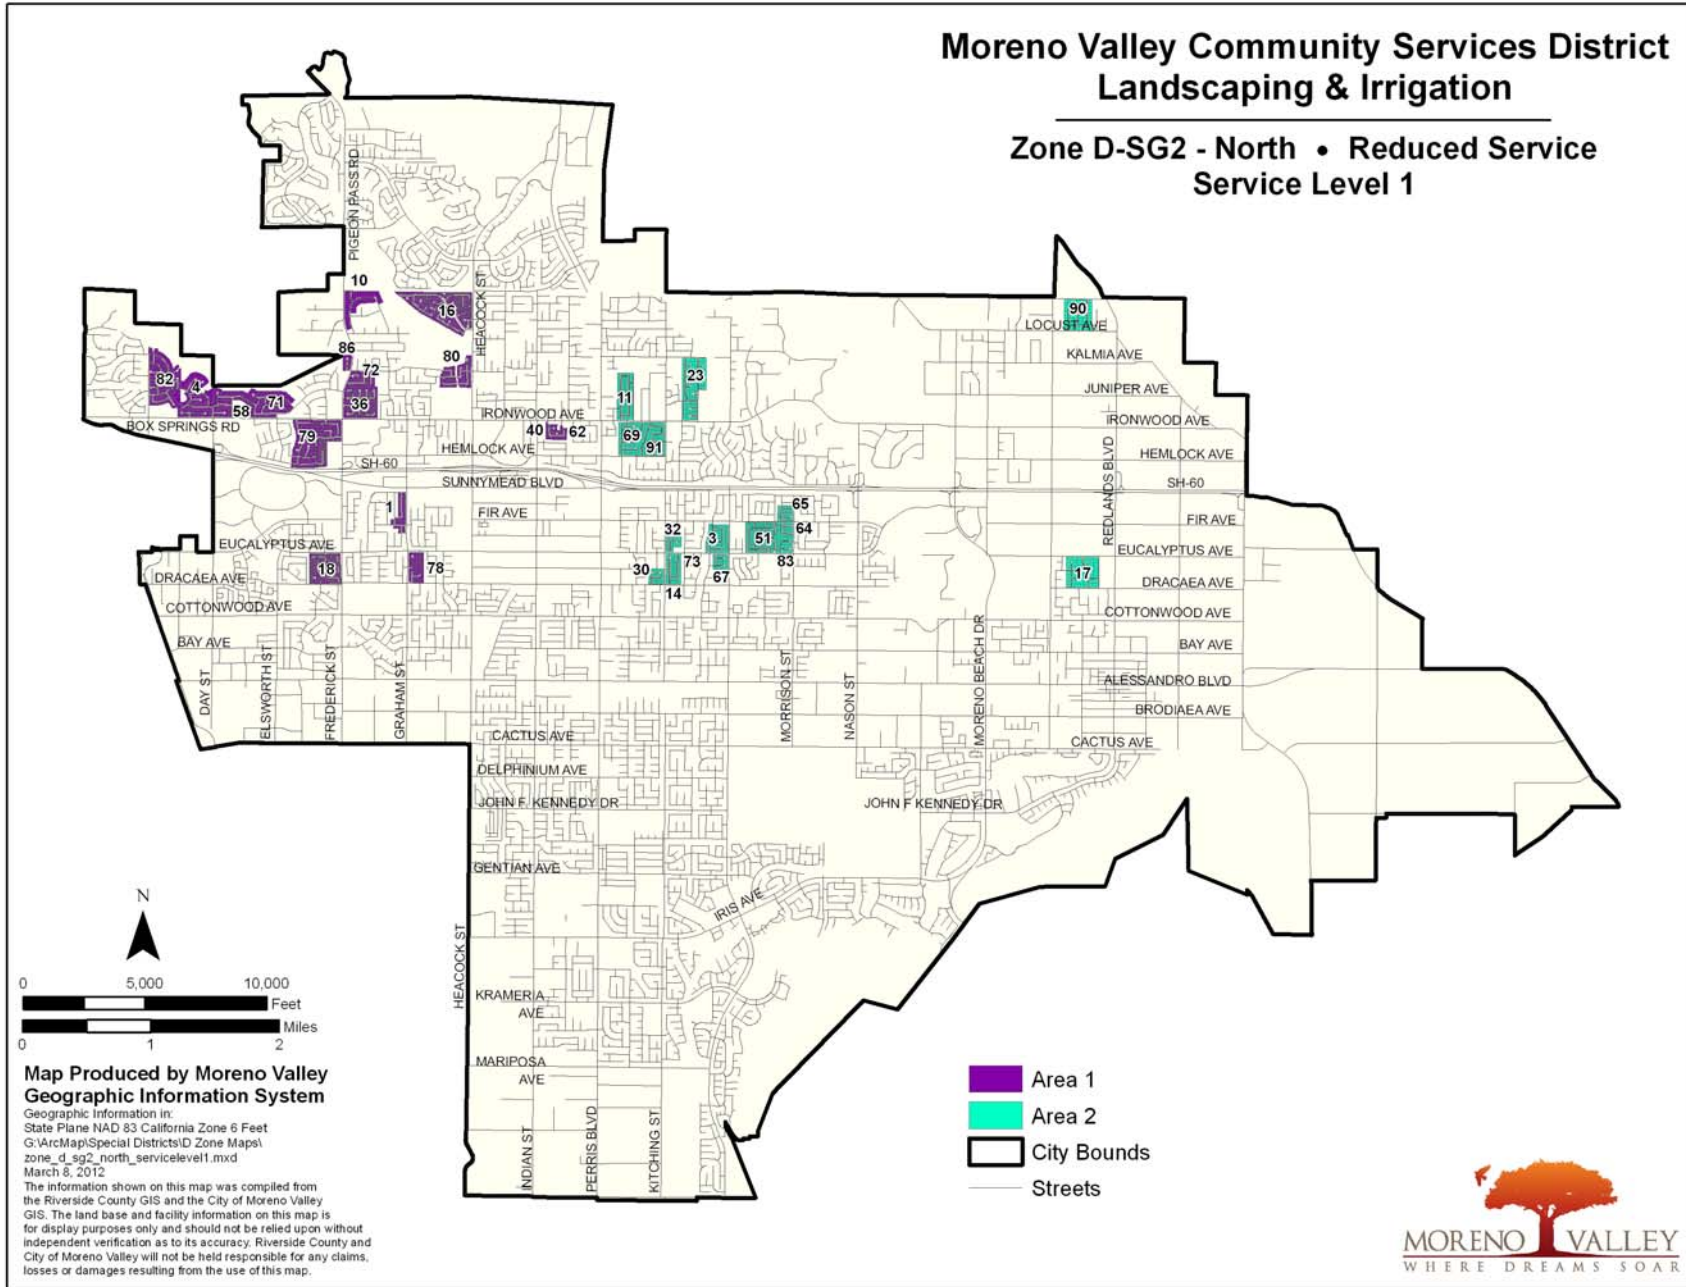 Moreno Valley Community Services District
Landscaping & Irrigation
Zone D-SG2 - North • Reduced Service
Service Level 1
PIGEON PASS RD
HEACOCK ST
10
16
86
72
80
82
4
58
71
36
79
BOX SPRINGS RD
90
LOCUST AVE
KALMIA AVE
23
11
JUNIPER AVE
IRONWOOD AVE
IRONWOOD AVE
40
62
69
91
HEMLOCK AVE
HEMLOCK AVE
SH-60
SH-60
SUNNYMEAD BLVD
REDLANDS BLVD
1
FIR AVE
FIR AVE
65
64
32
3
51
83
EUCALYPTUS AVE
EUCALYPTUS AVE
18
78
30
73
67
14
17
DRACAEA AVE
DRACAEA AVE
COTTONWOOD AVE
COTTONWOOD AVE
BAY AVE
BAY AVE
DAY ST
ELSWORTH ST
FREDERICK ST
GRAHAM ST
MORRISON ST
NASON ST
MORENO BEACH DR
ALESSANDRO BLVD
BRODIAEA AVE
CACTUS AVE
CACTUS AVE
DELPHINIUM AVE
JOHN F. KENNEDY DR
JOHN F KENNEDY DR
GENTIAN AVE
IRIS AVE
HEACOCK ST
KRAMERIA
AVE
MARIPOSA
AVE
INDIAN ST
PERRIS BLVD
KITCHING ST
N
0 5,000 10,000
Feet
Miles
0 1 2
Map Produced by Moreno Valley
Geographic Information System
Geographic Information in:
State Plane NAD 83 California Zone 6 Feet
G:\ArcMap\Special Districts\D Zone Maps\
zone_d_sg2_north_servicelevel1.mxd
March 8, 2012
The information shown on this map was compiled from
the Riverside County GIS and the City of Moreno Valley
GIS. The land base and facility information on this map is
for display purposes only and should not be relied upon without
independent verification as to its accuracy. Riverside County and
City of Moreno Valley will not be held responsible for any claims,
losses or damages resulting from the use of this map.
Area 1
Area 2
City Bounds
Streets
MORENO VALLEY
WHERE DREAMS SOAR